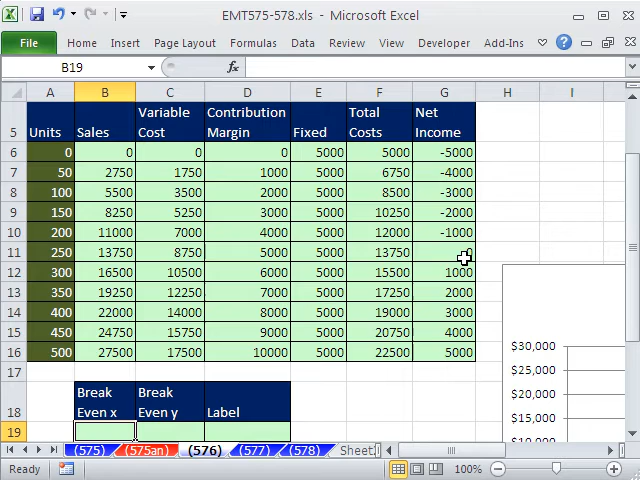 EMT575-578.xls - Microsoft Excel
File Home Insert Page Layout Formulas Data Review View Developer Add-Ins
B19 fx
A B C D E F G H I
5 Units Sales Variable Cost Contribution Margin Fixed Total Costs Net Income
6 0 0 0 0 5000 5000 -5000
7 50 2750 1750 1000 5000 6750 -4000
8 100 5500 3500 2000 5000 8500 -3000
9 150 8250 5250 3000 5000 10250 -2000
10 200 11000 7000 4000 5000 12000 -1000
11 250 13750 8750 5000 5000 13750 0
12 300 16500 10500 6000 5000 15500 1000
13 350 19250 12250 7000 5000 17250 2000
14 400 22000 14000 8000 5000 19000 3000
15 450 24750 15750 9000 5000 20750 4000
16 500 27500 17500 10000 5000 22500 5000
17
18 Break Even x Break Even y Label
19
$30,000
$25,000
$20,000
$15,000
$10,000
(575) (575an) (576) (577) (578) Sheet
Ready 100%